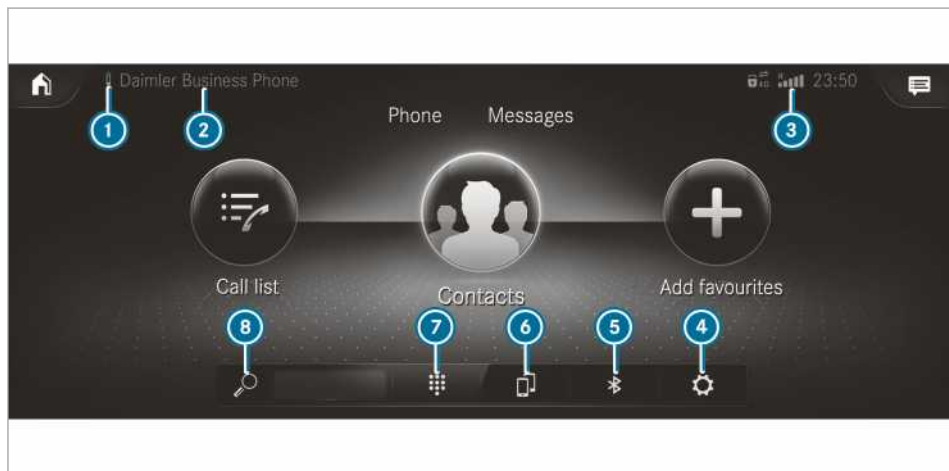 Daimler Business Phone 4G H 23:50
1 2 3
Phone Messages
Call list Contacts Add favourites
8 7 6 5 4